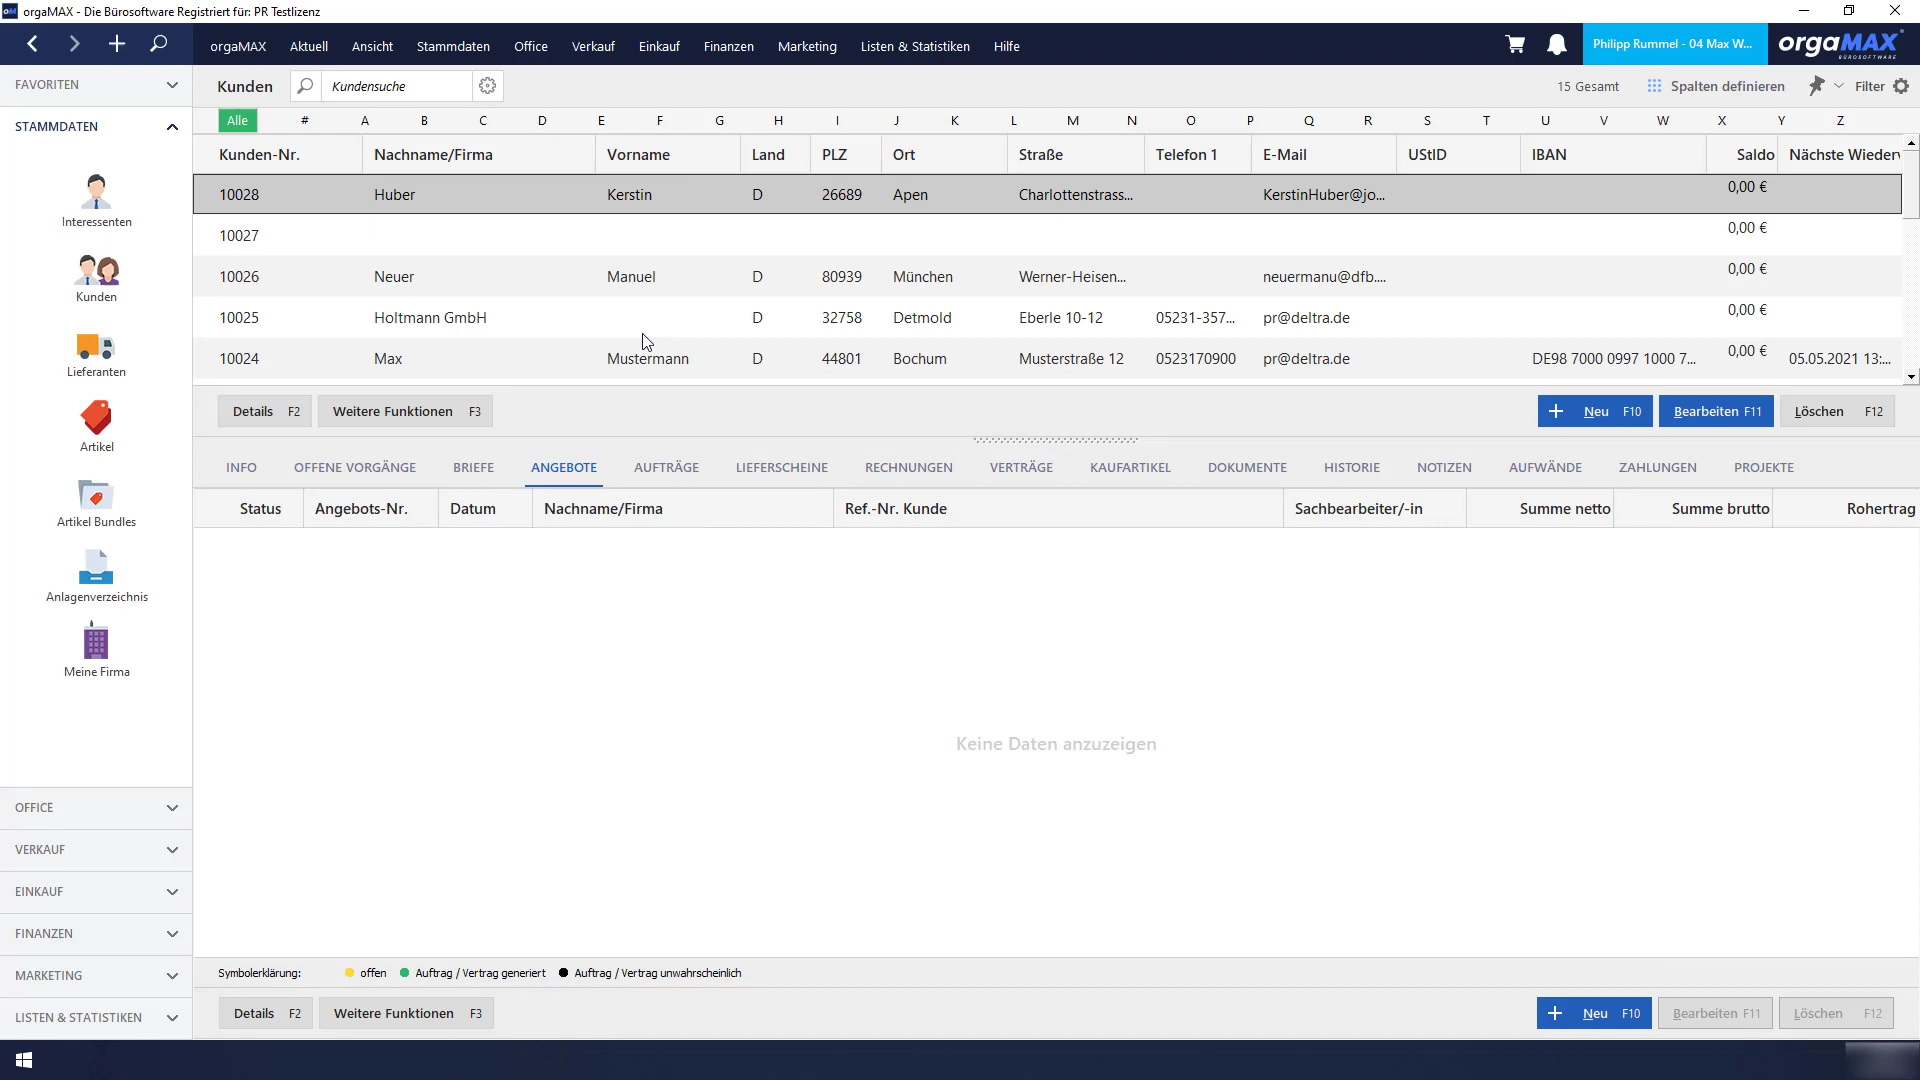 orgaMAX - Die Bürosoftware Registriert für: PR Testlizenz
orgaMAX Aktuell Ansicht Stammdaten Office Verkauf Einkauf Finanzen Marketing Listen & Statistiken Hilfe
Philipp Rummel - 04 Max W...
orgaMAX
BÜROSOFTWARE
FAVORITEN
STAMMDATEN
Interessenten
Kunden
Lieferanten
Artikel
Artikel Bundles
Anlagenverzeichnis
Meine Firma
OFFICE
VERKAUF
EINKAUF
FINANZEN
MARKETING
LISTEN & STATISTIKEN
Kunden Kundensuche 15 Gesamt Spalten definieren Filter
Alle # A B C D E F G H I J K L M N O P Q R S T U V W X Y Z
Kunden-Nr. Nachname/Firma Vorname Land PLZ Ort Straße Telefon 1 E-Mail UStID IBAN Saldo Nächste Wiederv
10028 Huber Kerstin D 26689 Apen Charlottenstrass... KerstinHuber@jo... 0,00 €
10027 0,00 €
10026 Neuer Manuel D 80939 München Werner-Heisen... neuermanu@dfb.... 0,00 €
10025 Holtmann GmbH D 32758 Detmold Eberle 10-12 05231-357... pr@deltra.de 0,00 €
10024 Max Mustermann D 44801 Bochum Musterstraße 12 0523170900 pr@deltra.de DE98 7000 0997 1000 7... 0,00 € 05.05.2021 13:...
Details F2 Weitere Funktionen F3 Neu F10 Bearbeiten F11 Löschen F12
INFO OFFENE VORGÄNGE BRIEFE ANGEBOTE AUFTRÄGE LIEFERSCHEINE RECHNUNGEN VERTRÄGE KAUFARTIKEL DOKUMENTE HISTORIE NOTIZEN AUFWÄNDE ZAHLUNGEN PROJEKTE
Status Angebots-Nr. Datum Nachname/Firma Ref.-Nr. Kunde Sachbearbeiter/-in Summe netto Summe brutto Rohertrag
Keine Daten anzuzeigen
Symbolerklärung: offen Auftrag / Vertrag generiert Auftrag / Vertrag unwahrscheinlich
Details F2 Weitere Funktionen F3 Neu F10 Bearbeiten F11 Löschen F12